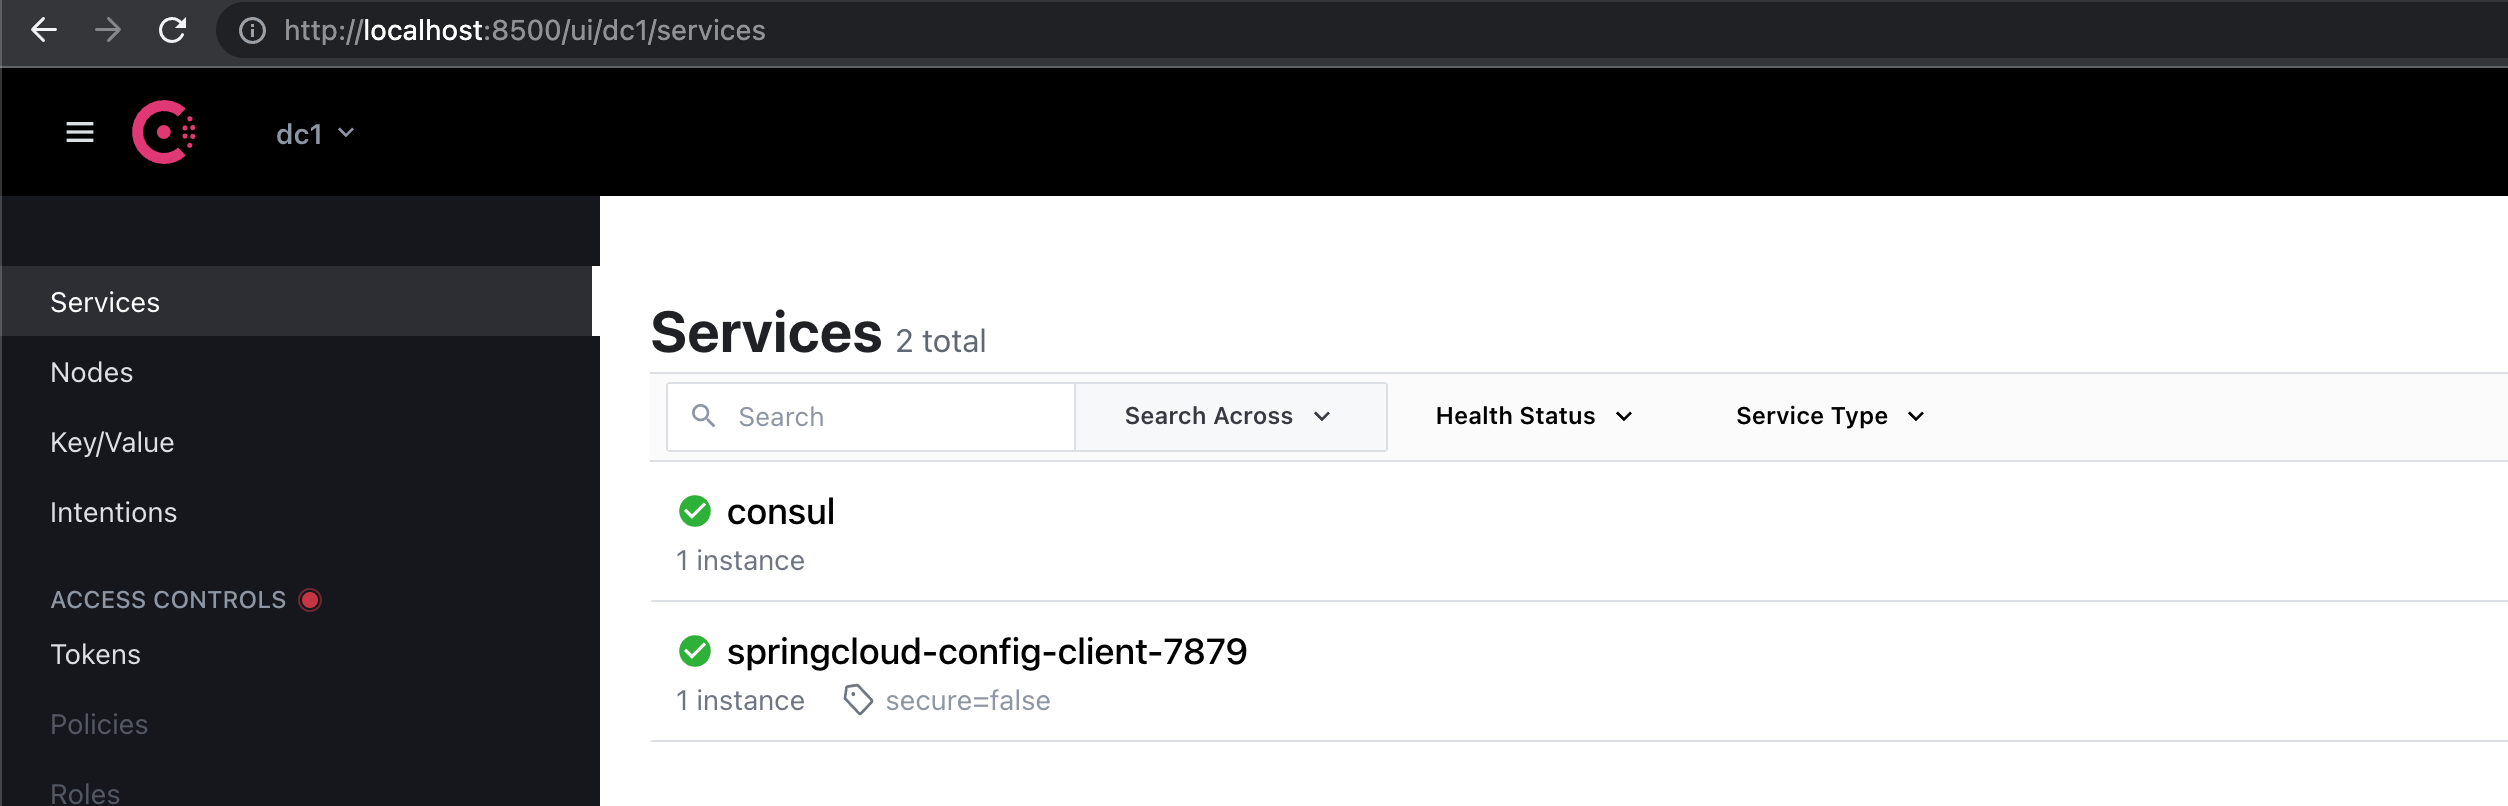 http://localhost:8500/ui/dc1/services
dc1
Services
Nodes
Key/Value
Intentions
ACCESS CONTROLS
Tokens
Policies
Roles
Services 2 total
Search
Search Across
Health Status
Service Type
consul
1 instance
springcloud-config-client-7879
1 instance secure=false